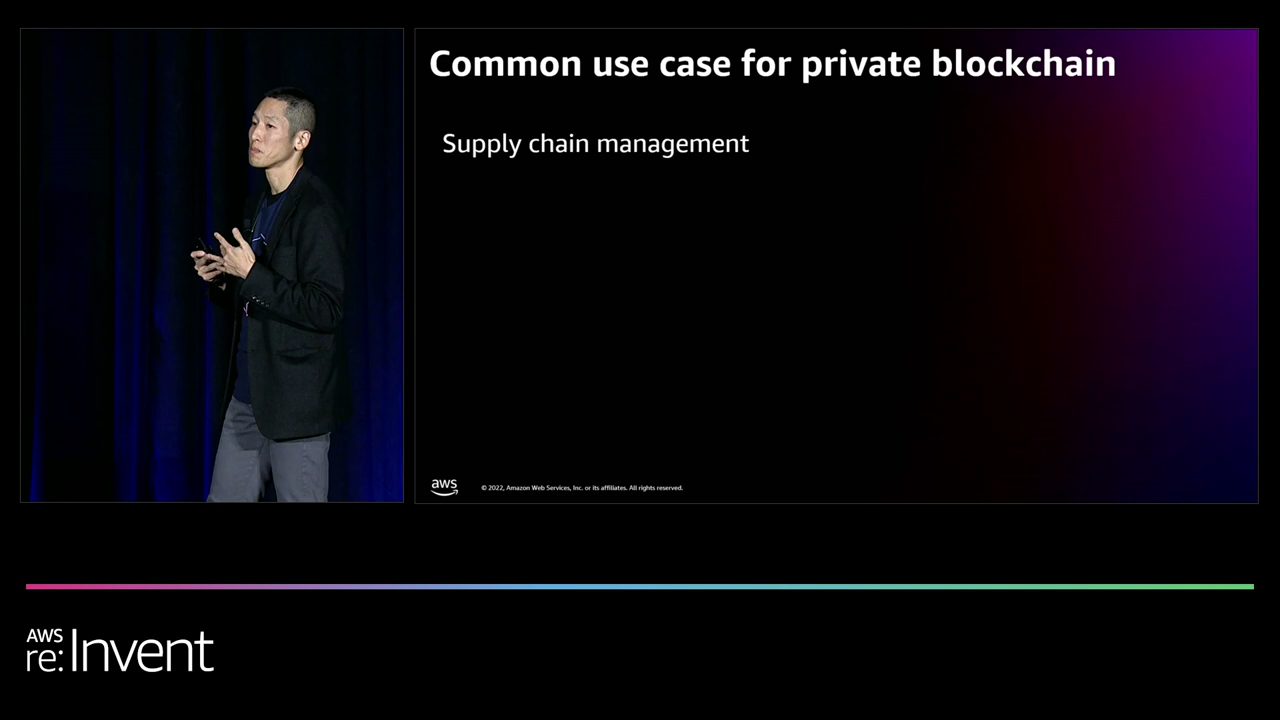 Common use case for private blockchain
Supply chain management
aws
© 2022, Amazon Web Services, Inc. or its affiliates. All rights reserved.
AWS
re:Invent